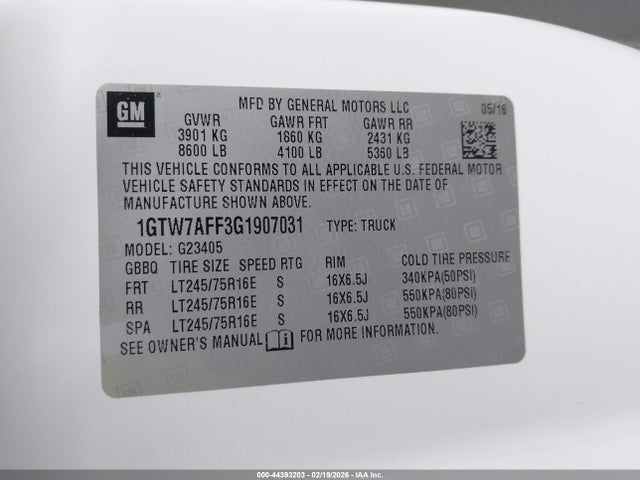 GM
MFD BY GENERAL MOTORS LLC 05/16
GVWR GAWR FRT GAWR RR
3901 KG 1860 KG 2431 KG
8600 LB 4100 LB 5360 LB
THIS VEHICLE CONFORMS TO ALL APPLICABLE U.S. FEDERAL MOTOR
VEHICLE SAFETY STANDARDS IN EFFECT ON THE DATE OF
MANUFACTURE SHOWN ABOVE.
1GTW7AFF3G1907031 TYPE: TRUCK
MODEL: G23405
GBBQ TIRE SIZE SPEED RTG RIM COLD TIRE PRESSURE
FRT LT245/75R16E S 16X6.5J 340KPA(50PSI)
RR LT245/75R16E S 16X6.5J 550KPA(80PSI)
SPA LT245/75R16E S 16X6.5J 550KPA(80PSI)
SEE OWNER'S MANUAL FOR MORE INFORMATION.
000-44393203 - 02/19/2026 - IAA Inc.